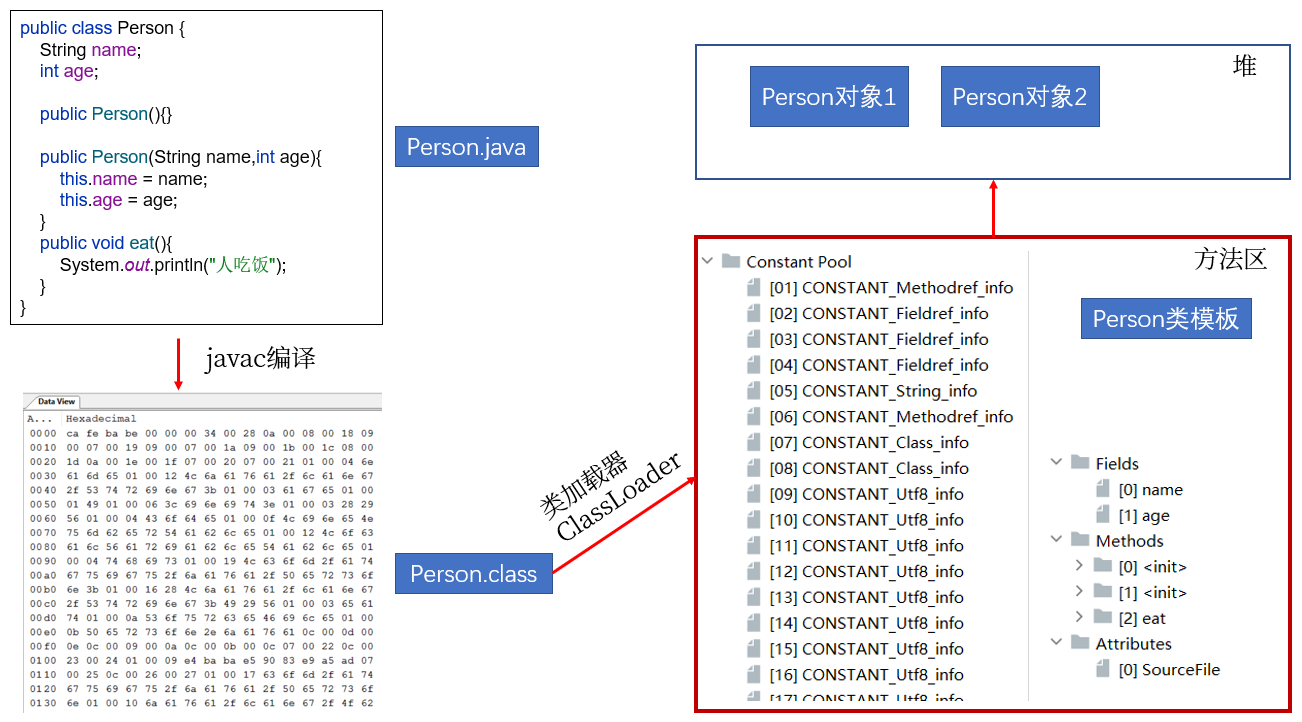 public class Person {
String name;
int age;
public Person(){}
public Person(String name,int age){
this.name = name;
this.age = age;
}
public void eat(){
System.out.println("人吃饭");
}
}
Person.java
javac编译
Data View
A... Hexadecimal
0000 ca fe ba be 00 00 00 34 00 28 0a 00 08 00 18 09
0010 00 07 00 19 09 00 07 00 1a 09 00 1b 00 1c 08 00
0020 1d 0a 00 1e 00 1f 07 00 20 07 00 21 01 00 04 6e
0030 61 6d 65 01 00 12 4c 6a 61 76 61 2f 6c 61 6e 67
0040 2f 53 74 72 69 6e 67 3b 01 00 03 61 67 65 01 00
0050 01 49 01 00 06 3c 69 6e 69 74 3e 01 00 03 28 29
0060 56 01 00 04 43 6f 64 65 01 00 0f 4c 69 6e 65 4e
0070 75 6d 62 65 72 54 61 62 6c 65 01 00 12 4c 6f 63
0080 61 6c 56 61 72 69 61 62 6c 65 54 61 62 6c 65 01
0090 00 04 74 68 69 73 01 00 19 4c 63 6f 6d 2f 61 74
00a0 67 75 69 67 75 2f 6a 61 76 61 2f 50 65 72 73 6f
00b0 6e 3b 01 00 16 28 4c 6a 61 76 61 2f 6c 61 6e 67
00c0 2f 53 74 72 69 6e 67 3b 49 29 56 01 00 03 65 61
00d0 74 01 00 0a 53 6f 75 72 63 65 46 69 6c 65 01 00
00e0 0b 50 65 72 73 6f 6e 2e 6a 61 76 61 0c 00 0d 00
00f0 0e 0c 00 09 00 0a 0c 00 0b 00 0c 07 00 22 0c 00
0100 23 00 24 01 00 09 e4 ba ba e5 90 83 e9 a5 ad 07
0110 00 25 0c 00 26 00 27 01 00 17 63 6f 6d 2f 61 74
0120 67 75 69 67 75 2f 6a 61 76 61 2f 50 65 72 73 6f
0130 6e 01 00 10 6a 61 76 61 2f 6c 61 6e 67 2f 4f 62
Person.class
类加载器
ClassLoader
堆
Person对象1
Person对象2
方法区
Person类模板
Constant Pool
[01] CONSTANT_Methodref_info
[02] CONSTANT_Fieldref_info
[03] CONSTANT_Fieldref_info
[04] CONSTANT_Fieldref_info
[05] CONSTANT_String_info
[06] CONSTANT_Methodref_info
[07] CONSTANT_Class_info
[08] CONSTANT_Class_info
[09] CONSTANT_Utf8_info
[10] CONSTANT_Utf8_info
[11] CONSTANT_Utf8_info
[12] CONSTANT_Utf8_info
[13] CONSTANT_Utf8_info
[14] CONSTANT_Utf8_info
[15] CONSTANT_Utf8_info
[16] CONSTANT_Utf8_info
[17] CONSTANT_Utf8_info
Fields
[0] name
[1] age
Methods
[0] <init>
[1] <init>
[2] eat
Attributes
[0] SourceFile